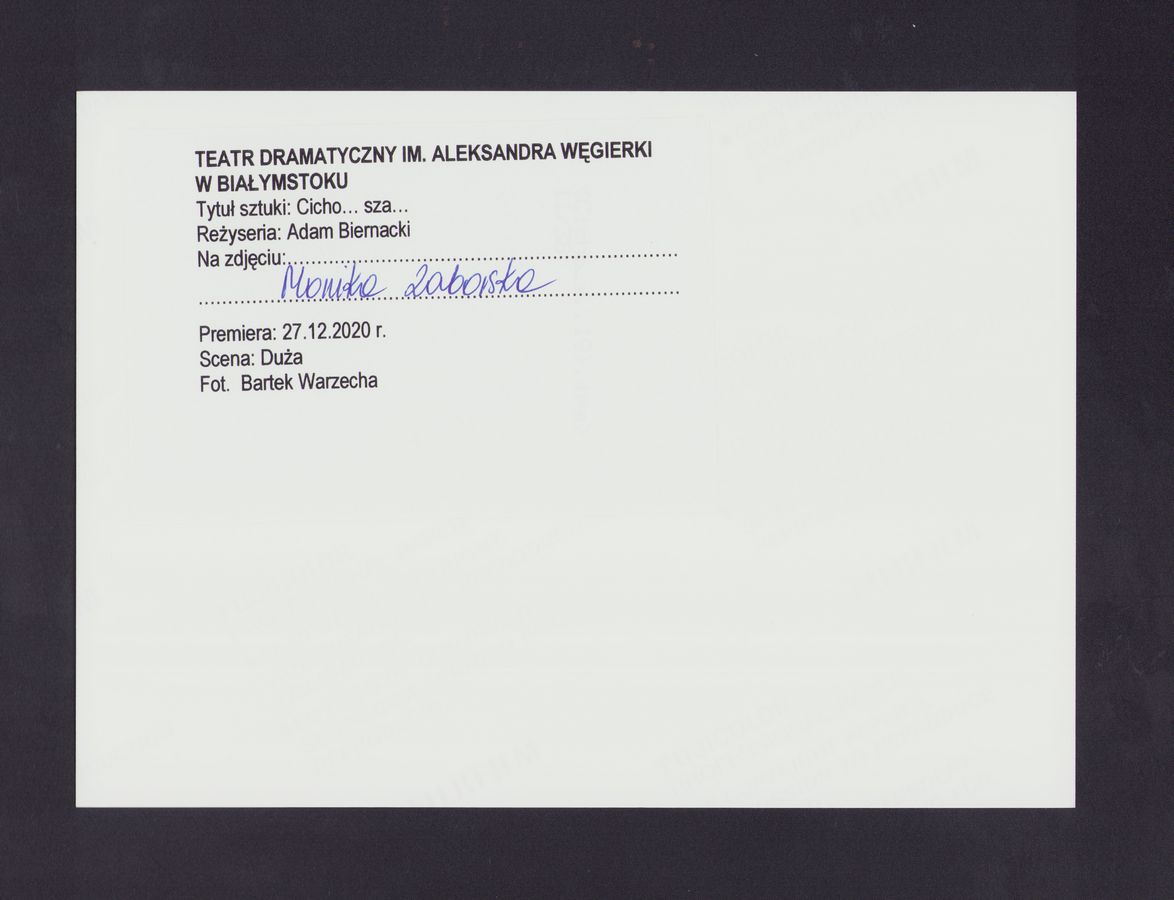 TEATR DRAMATYCZNY IM. ALEKSANDRA WĘGIERKI
W BIAŁYMSTOKU
Tytuł sztuki: Cicho... sza...
Reżyseria: Adam Biernacki
Na zdjęciu:
Monika Zaborska
Premiera: 27.12.2020 r.
Scena: Duża
Fot. Bartek Warzecha